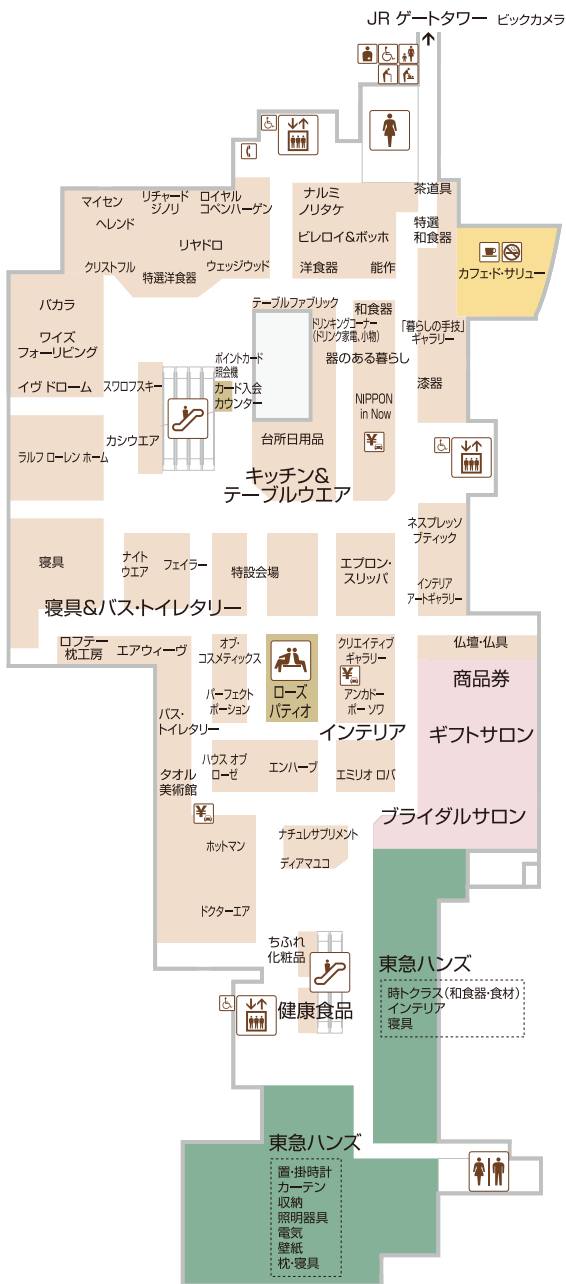 JR ゲートタワー ビックカメラ
マイセン
リチャード
ジノリ
ロイヤル
コペンハーゲン
ヘレンド
リヤドロ
クリストフル
特選洋食器
ウェッジウッド
ナルミ
ノリタケ
ビレロイ&ボッホ
洋食器
能作
茶道具
特選
和食器
カフェ・ド・サリュー
バカラ
ワイズ
フォーリビング
イヴ ドローム
スワロフスキー
ポイントカード
照会機
カード入会
カウンター
テーブルファブリック
和食器
ドリンキングコーナー
(ドリンク家電、小物)
器のある暮らし
「暮らしの手技」
ギャラリー
漆器
NIPPON
in Now
¥
ラルフ ローレン ホーム
カシウエア
台所日用品
キッチン&
テーブルウエア
ネスプレッソ
ブティック
インテリア
アートギャラリー
寝具
ナイト
ウエア
フェイラー
特設会場
エプロン・
スリッパ
寝具&バス・トイレタリー
ロフテー
枕工房
エアウィーヴ
オブ・
コスメティックス
パーフェクト
ポーション
ローズ
パティオ
クリエイティブ
ギャラリー
¥
アンカドー
ボー ソワ
インテリア
仏壇・仏具
商品券
ギフトサロン
ブライダルサロン
バス・
トイレタリー
タオル
美術館
¥
ハウス オブ
ローゼ
エンハーブ
エミリオ ロバ
ホットマン
ナチュレサプリメント
ディアマユコ
ドクターエア
ちふれ
化粧品
健康食品
東急ハンズ
時トクラス(和食器・食材)
インテリア
寝具
東急ハンズ
置・掛時計
カーテン
収納
照明器具
電気
壁紙
枕・寝具